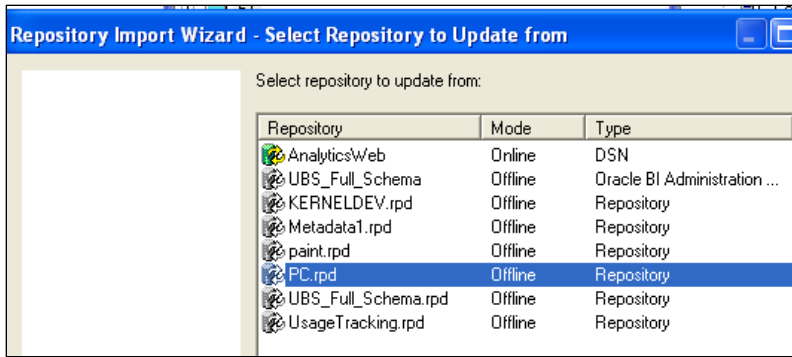 Repository Import Wizard - Select Repository to Update from
Select repository to update from:
Repository Mode Type
AnalyticsWeb Online DSN
UBS_Full_Schema Offline Oracle BI Administration ...
KERNELDEV.rpd Offline Repository
Metadata1.rpd Offline Repository
paint.rpd Offline Repository
PC.rpd Offline Repository
UBS_Full_Schema.rpd Offline Repository
UsageTracking.rpd Offline Repository